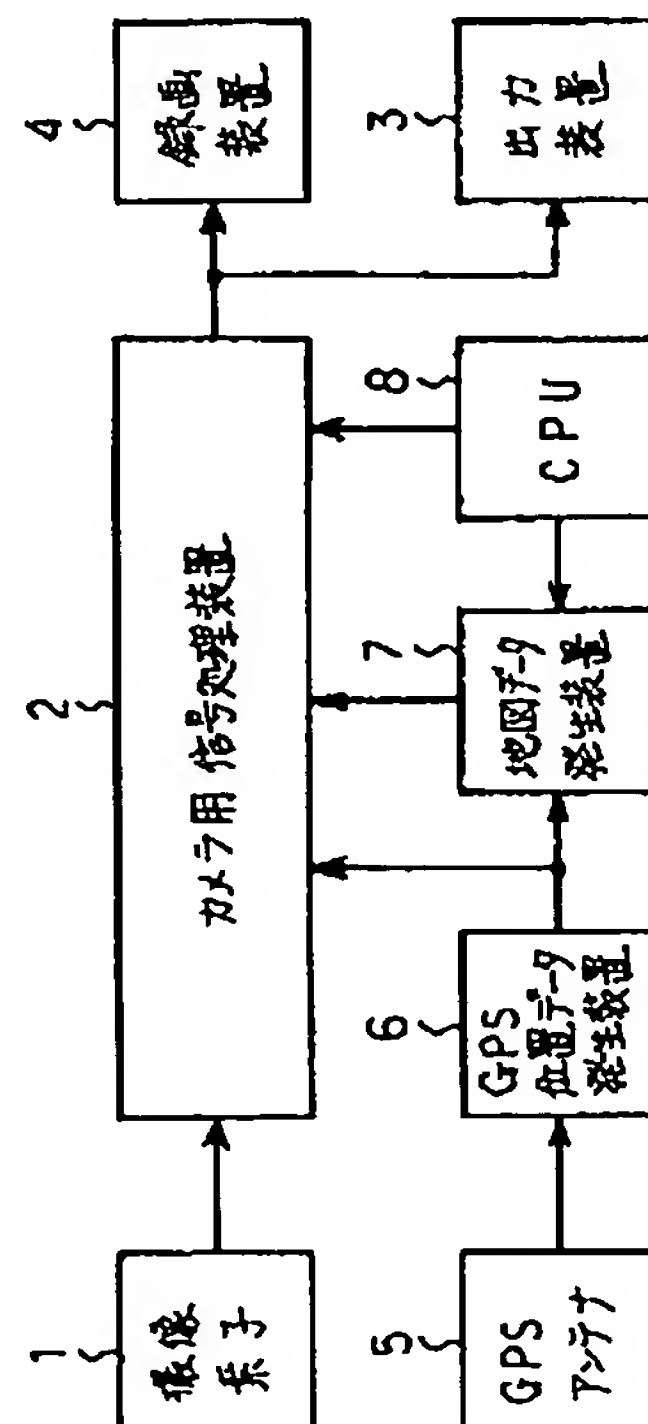 1
撮像
素子
2
カメラ用信号処理装置
4
録画
装置
3
出力
装置
5
GPS
アンテナ
6
GPS
位置データ
発生装置
7
地図データ
発生装置
8
CPU